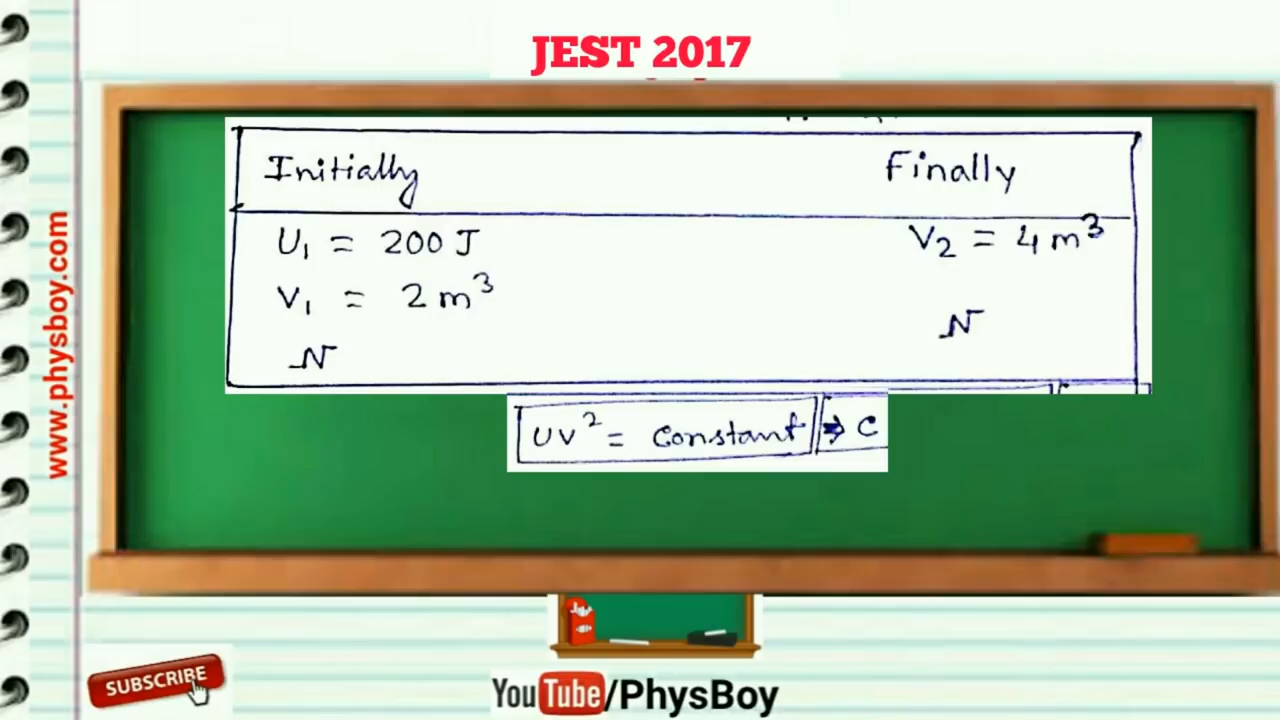 JEST 2017
Initially Finally
U₁ = 200 J V₂ = 4 m³
V₁ = 2 m³
N N
UV² = Constant ⇒ C
www.physboy.com
SUBSCRIBE
YouTube/PhysBoy